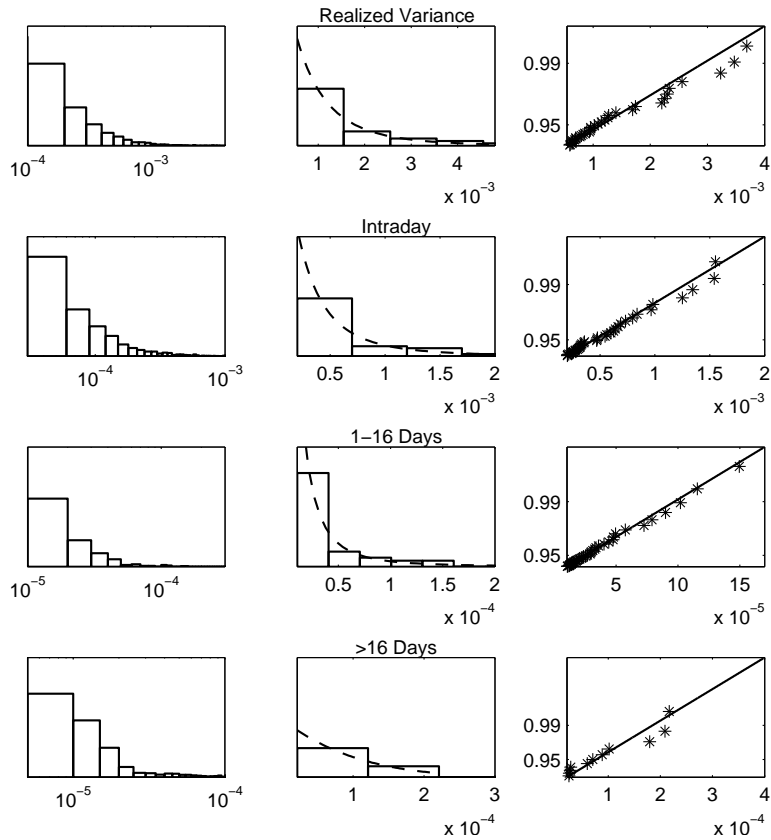 Realized Variance
0.99
0.95
10⁻⁴ 10⁻³
1 2 3 4
x 10⁻³
1 2 3 4
x 10⁻³
Intraday
0.99
0.95
10⁻⁴ 10⁻³
0.5 1 1.5 2
x 10⁻³
0.5 1 1.5 2
x 10⁻³
1−16 Days
0.99
0.95
10⁻⁵ 10⁻⁴
0.5 1 1.5 2
x 10⁻⁴
5 10 15
x 10⁻⁵
>16 Days
0.99
0.95
10⁻⁵ 10⁻⁴
1 2 3
x 10⁻⁴
0 1 2 3 4
x 10⁻⁴